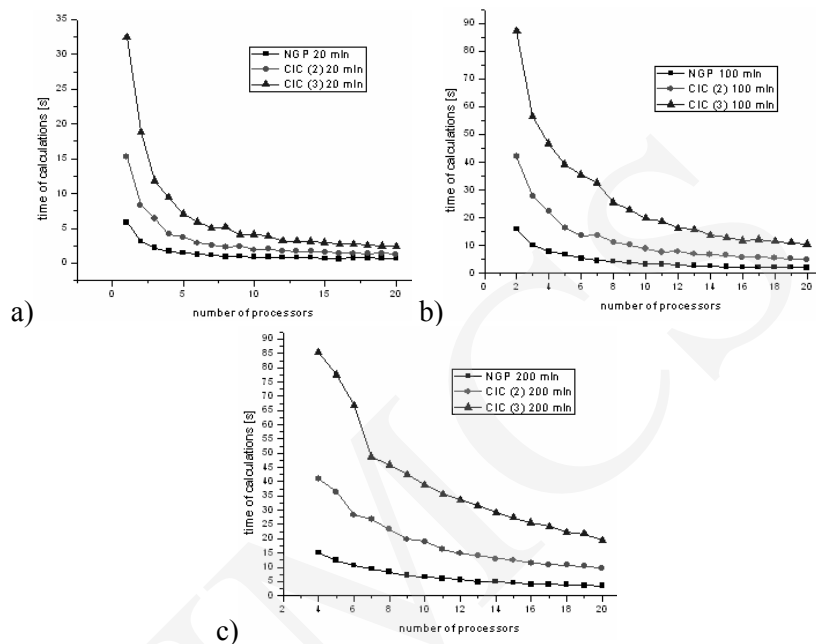 35
30
25
20
15
10
5
0
time of calculations [s]
NGP 20 mln
CIC (2) 20 mln
CIC (3) 20 mln
0 5 10 15 20
number of processors
a)
90
80
70
60
50
40
30
20
10
0
time of calculations [s]
NGP 100 mln
CIC (2) 100 mln
CIC (3) 100 mln
0 2 4 6 8 10 12 14 16 18 20
number of processors
b)
90
85
80
75
70
65
60
55
50
45
40
35
30
25
20
15
10
5
0
time of calculations [s]
NGP 200 mln
CIC (2) 200 mln
CIC (3) 200 mln
2 4 6 8 10 12 14 16 18 20
number of processors
c)
UMCS